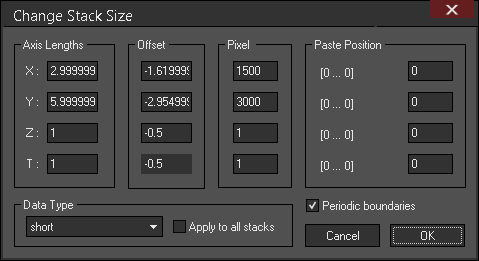 Change Stack Size
Axis Lengths Offset Pixel Paste Position
X : 2.999999 -1.619999 1500 [0 ... 0] 0
Y : 5.999999 -2.954999 3000 [0 ... 0] 0
Z : 1 -0.5 1 [0 ... 0] 0
T : 1 -0.5 1 [0 ... 0] 0
Data Type
Periodic boundaries
short Apply to all stacks
Cancel OK